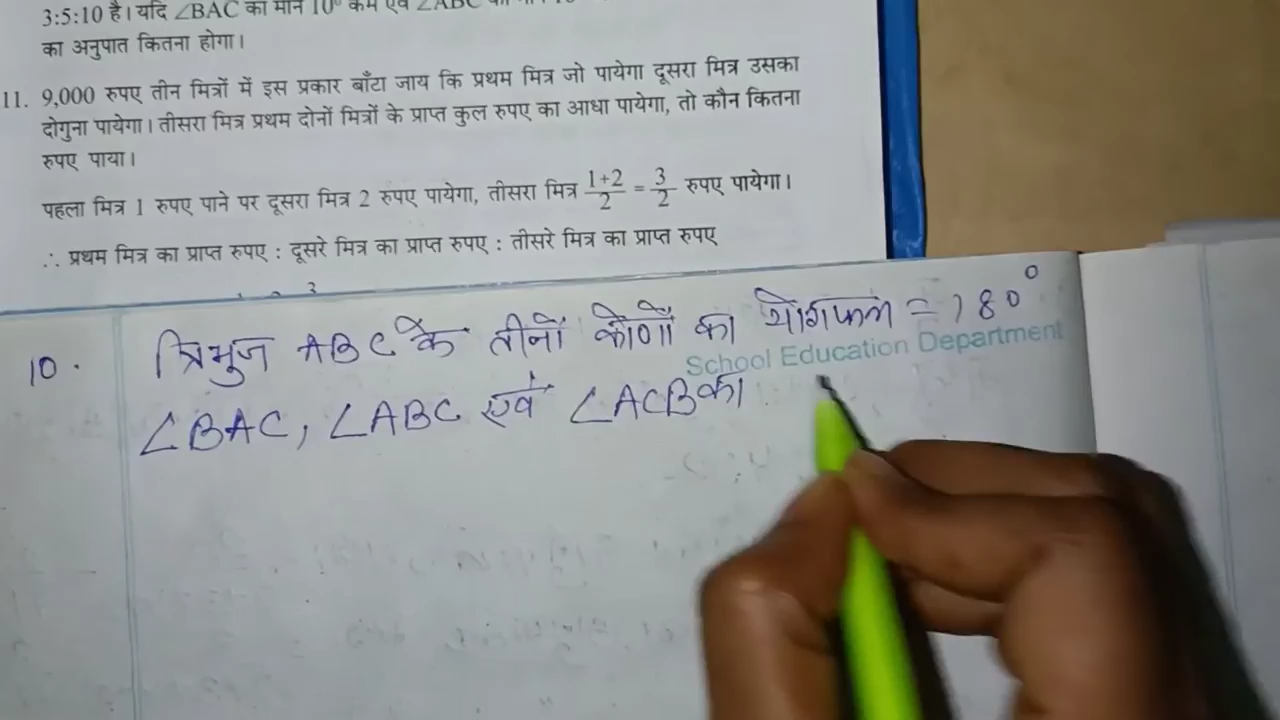 3:5:10 है। यदि ∠BAC का मान 10° कम एवं ∠ABC का मान
का अनुपात कितना होगा।
11. 9,000 रुपए तीन मित्रों में इस प्रकार बाँटा जाय कि प्रथम मित्र जो पायेगा दूसरा मित्र उसका
दोगुना पायेगा। तीसरा मित्र प्रथम दोनों मित्रों के प्राप्त कुल रुपए का आधा पायेगा, तो कौन कितना
रुपए पाया।
पहला मित्र 1 रुपए पाने पर दूसरा मित्र 2 रुपए पायेगा, तीसरा मित्र 1+2/2 = 3/2 रुपए पायेगा।
∴ प्रथम मित्र का प्राप्त रुपए : दूसरे मित्र का प्राप्त रुपए : तीसरे मित्र का प्राप्त रुपए
3
10. त्रिभुज ABC के तीनों कोणों का योगफल = 180°
School Education Department
∠BAC, ∠ABC एवं ∠ACB का